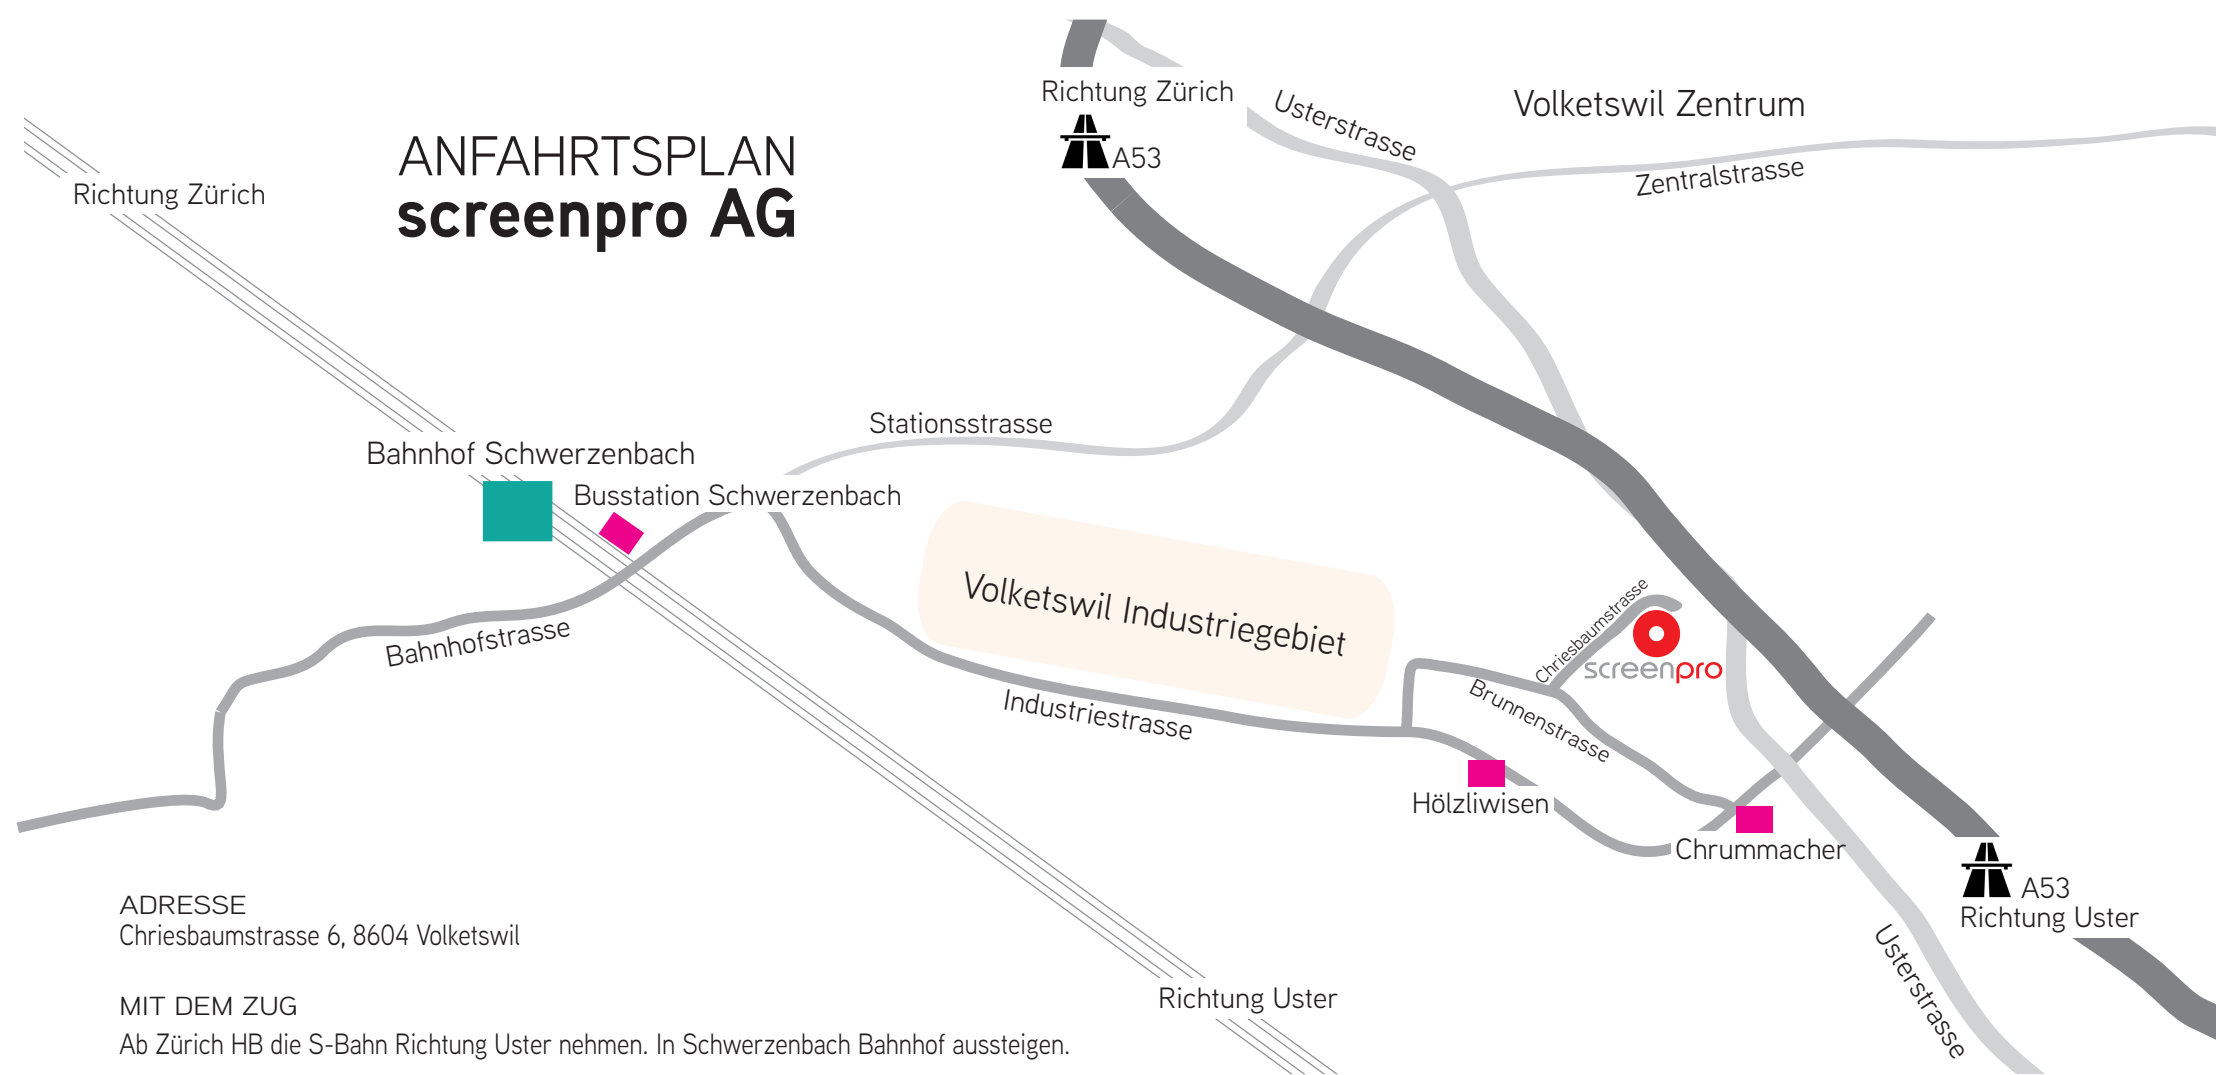 ANFAHRTSPLAN
screenpro AG
Richtung Zürich
Richtung Zürich
A53
Usterstrasse
Volketswil Zentrum
Zentralstrasse
Stationsstrasse
Bahnhof Schwerzenbach
Busstation Schwerzenbach
Bahnhofstrasse
Volketswil Industriegebiet
Industriestrasse
Chriesbaumstrasse
screenpro
Brunnenstrasse
Hölzliwisen
Chrummacher
A53
Richtung Uster
Usterstrasse
Richtung Uster
ADRESSE
Chriesbaumstrasse 6, 8604 Volketswil
MIT DEM ZUG
Ab Zürich HB die S-Bahn Richtung Uster nehmen. In Schwerzenbach Bahnhof aussteigen.